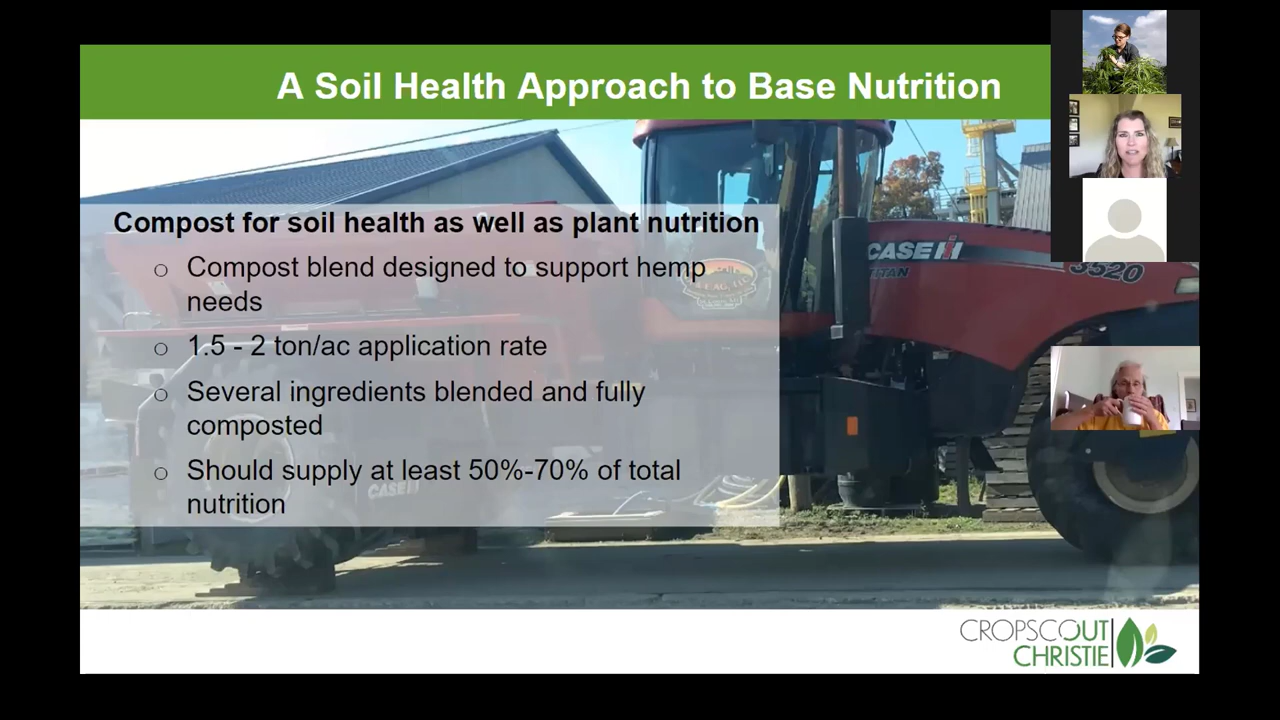 A Soil Health Approach to Base Nutrition
Compost for soil health as well as plant nutrition
○ Compost blend designed to support hemp
needs
○ 1.5 - 2 ton/ac application rate
○ Several ingredients blended and fully
composted
○ Should supply at least 50%-70% of total
nutrition
CASE IH
TITAN
3520
CASE
CROPSCOUT
CHRISTIE